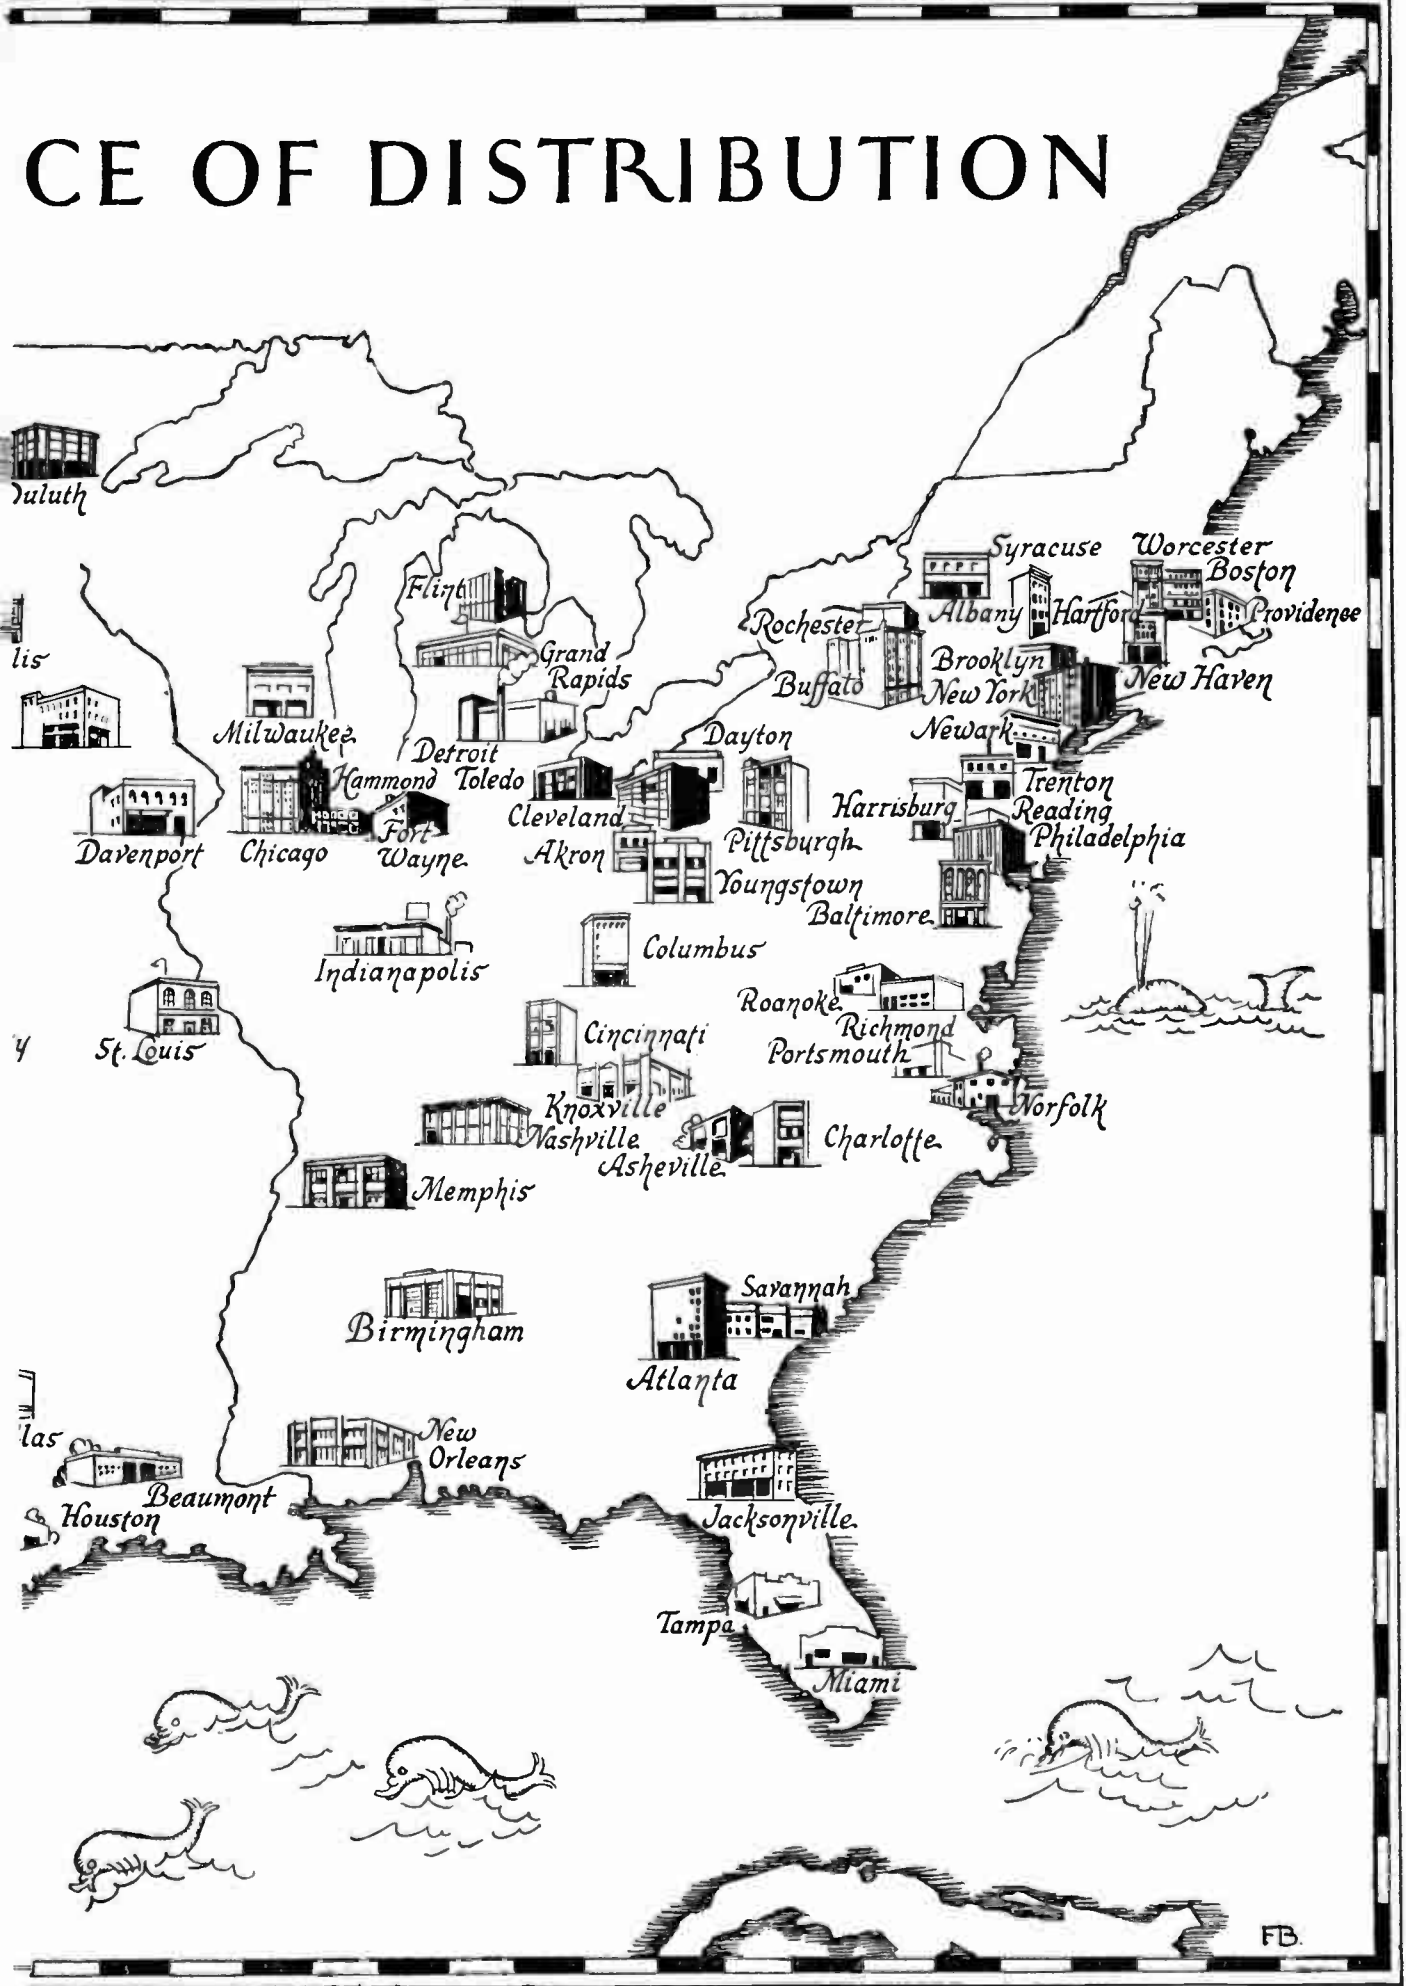 CE OF DISTRIBUTION
uluth
Syracuse
Worcester
Boston
Flint
Albany
Hartford
Providence
Rochester
lis
Grand
Rapids
Brooklyn
Buffalo
New York
New Haven
Milwaukee
Newark
Dayton
Detroit
Hammond
Toledo
Trenton
Cleveland
Harrisburg
Reading
Fort
Wayne
Philadelphia
Davenport
Chicago
Akron
Pittsburgh
Youngstown
Baltimore
Columbus
Indianapolis
Roanoke
Richmond
Cincinnati
y
St. Louis
Portsmouth
Knoxville
Norfolk
Nashville
Charlotte
Asheville
Memphis
Savannah
Birmingham
Atlanta
las
New
Orleans
Beaumont
Houston
Jacksonville
Tampa
Miami
FB.